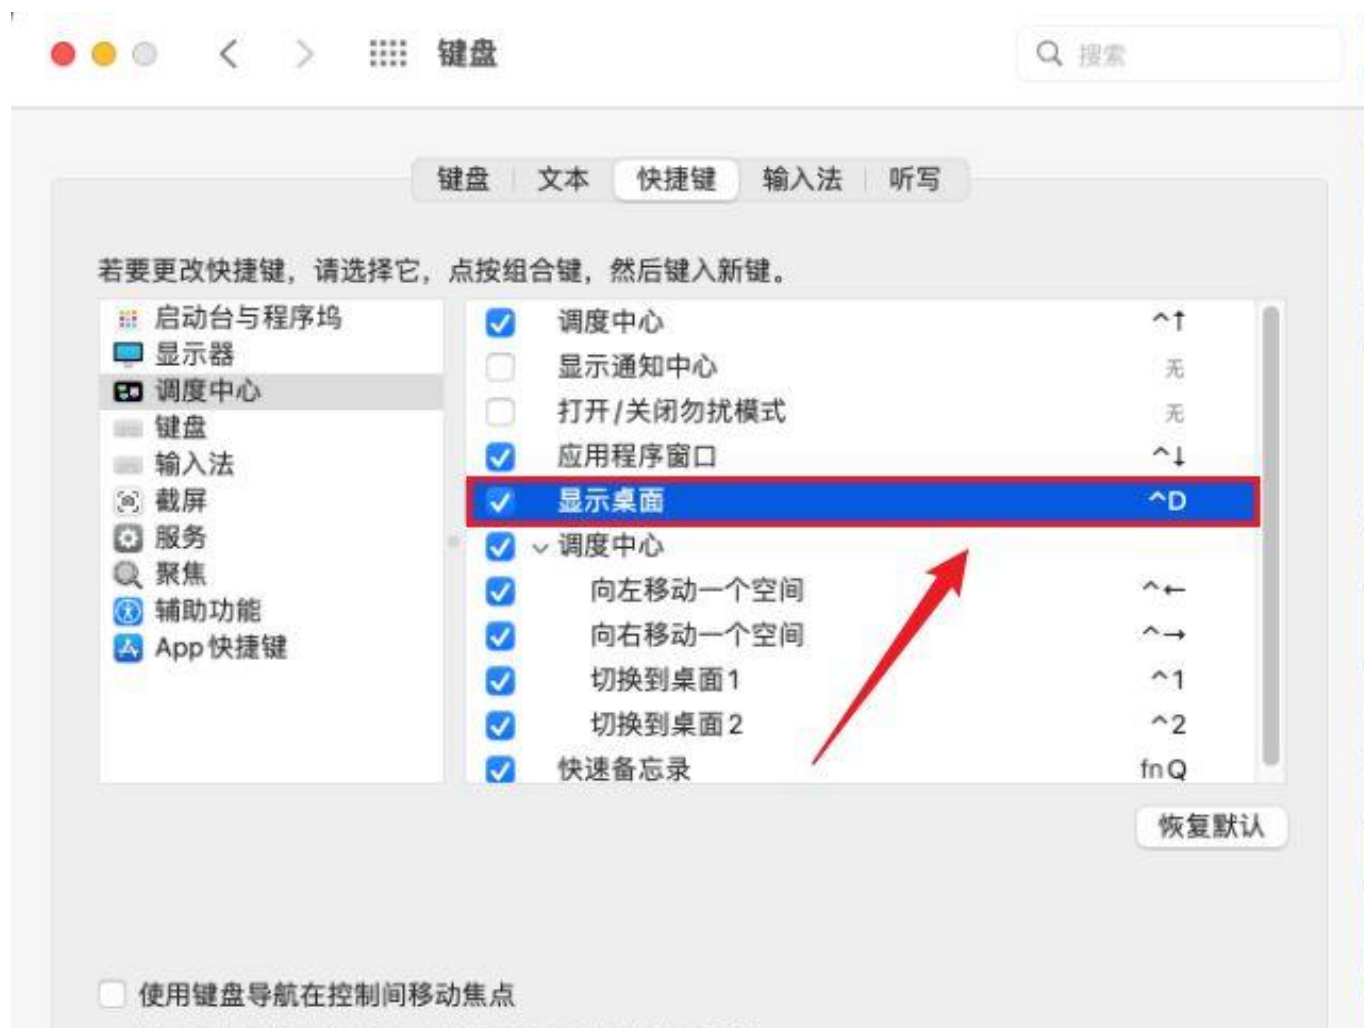 键盘
搜索
键盘 文本 快捷键 输入法 听写
若要更改快捷键，请选择它，点按组合键，然后键入新键。
启动台与程序坞
显示器
调度中心
键盘
输入法
截屏
服务
聚焦
辅助功能
App 快捷键
调度中心 ^↑
显示通知中心 无
打开/关闭勿扰模式 无
应用程序窗口 ^↓
显示桌面 ^D
调度中心
向左移动一个空间 ^←
向右移动一个空间 ^→
切换到桌面 1 ^1
切换到桌面 2 ^2
快速备忘录 fn Q
恢复默认
使用键盘导航在控制间移动焦点